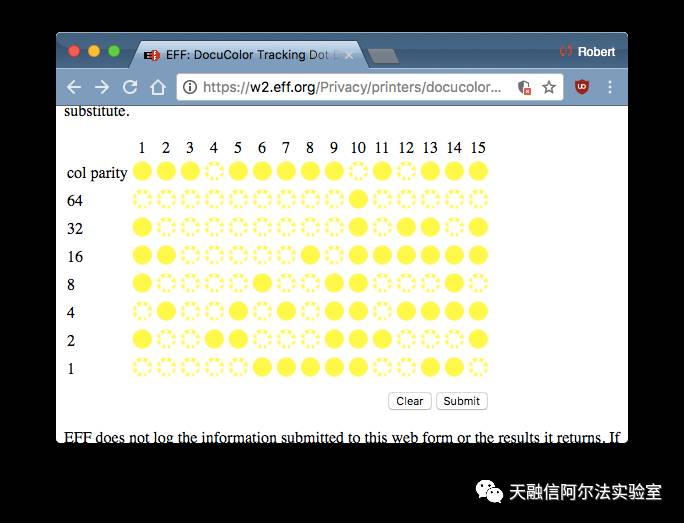 EFF: DocuColor Tracking Dot
Robert
https://w2.eff.org/Privacy/printers/docucolor...
substitute.
1 2 3 4 5 6 7 8 9 10 11 12 13 14 15
col parity
64
32
16
8
4
2
1
Clear Submit
EFF does not log the information submitted to this web form or the results it returns. If
天融信阿尔法实验室